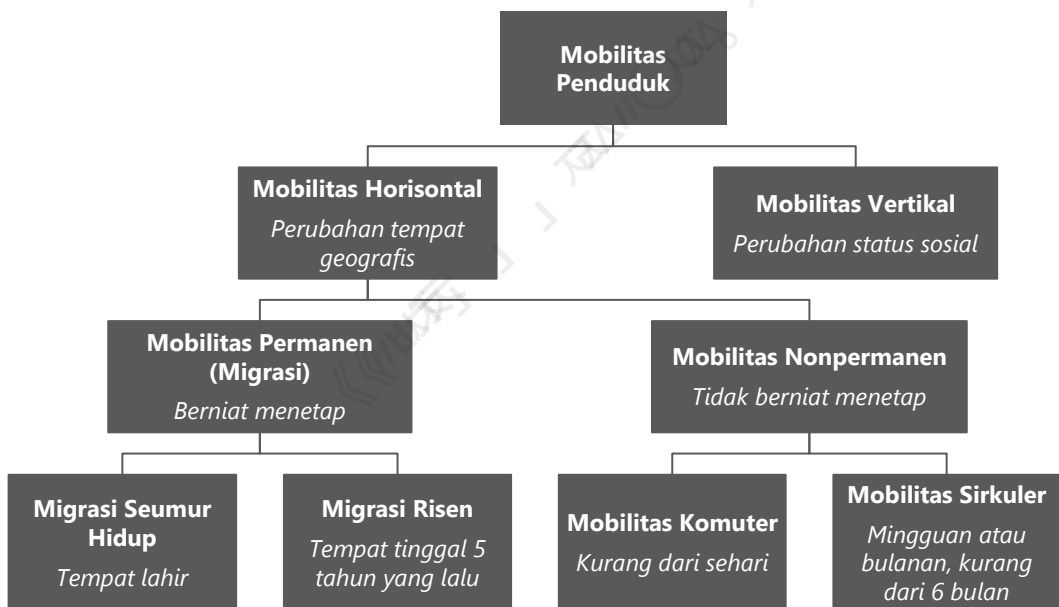 Mobilitas
Penduduk
Mobilitas Horisontal
Perubahan tempat
geografis
Mobilitas Vertikal
Perubahan status sosial
Mobilitas Permanen
(Migrasi)
Berniat menetap
Mobilitas Nonpermanen
Tidak berniat menetap
Migrasi Seumur
Hidup
Tempat lahir
Migrasi Risen
Tempat tinggal 5
tahun yang lalu
Mobilitas Komuter
Kurang dari sehari
Mobilitas Sirkuler
Mingguan atau
bulanan, kurang
dari 6 bulan